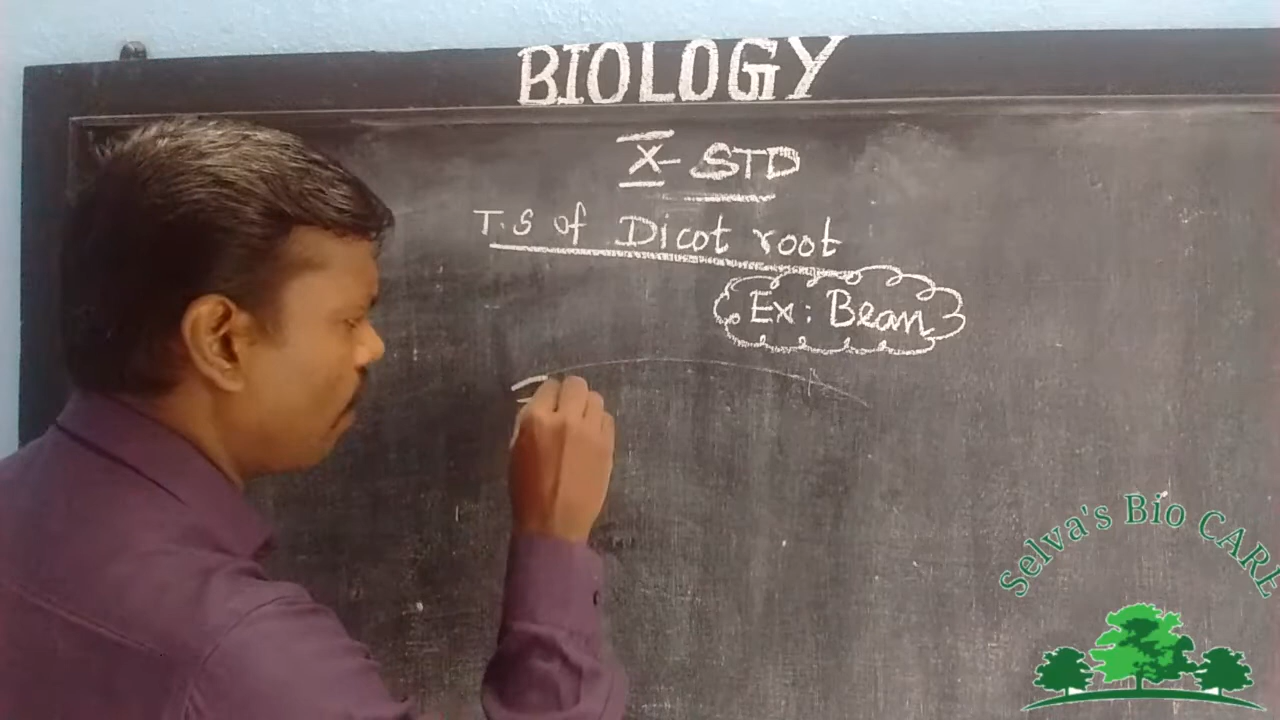 BIOLOGY
X - STD
T.S of Dicot root
Ex: Bean
Selva's Bio CARE